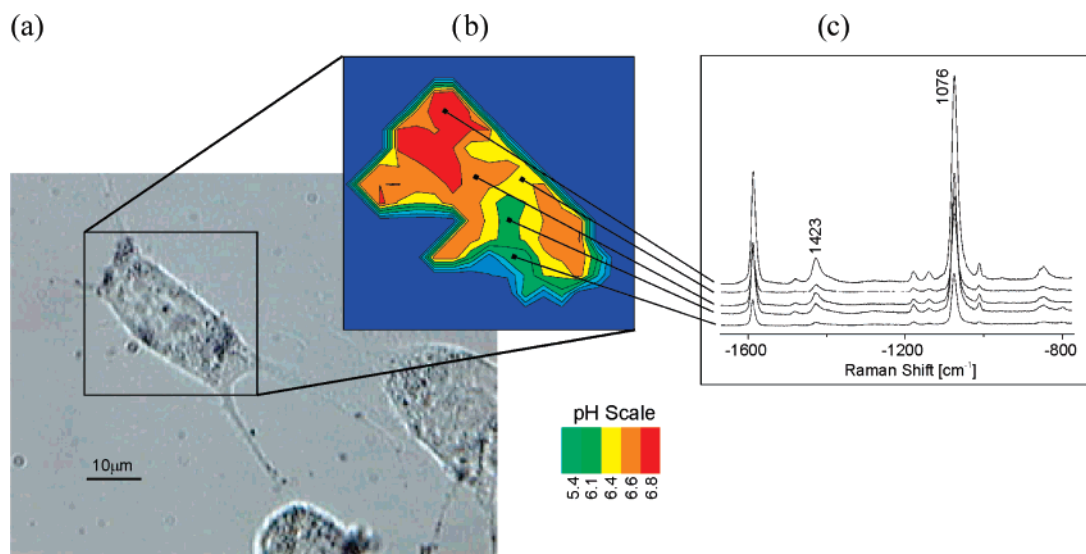 (a)
(b)
(c)
1076
1423
-1600 -1200 -800
Raman Shift [cm⁻¹]
pH Scale
5.4 6.1 6.4 6.6 6.8
10μm